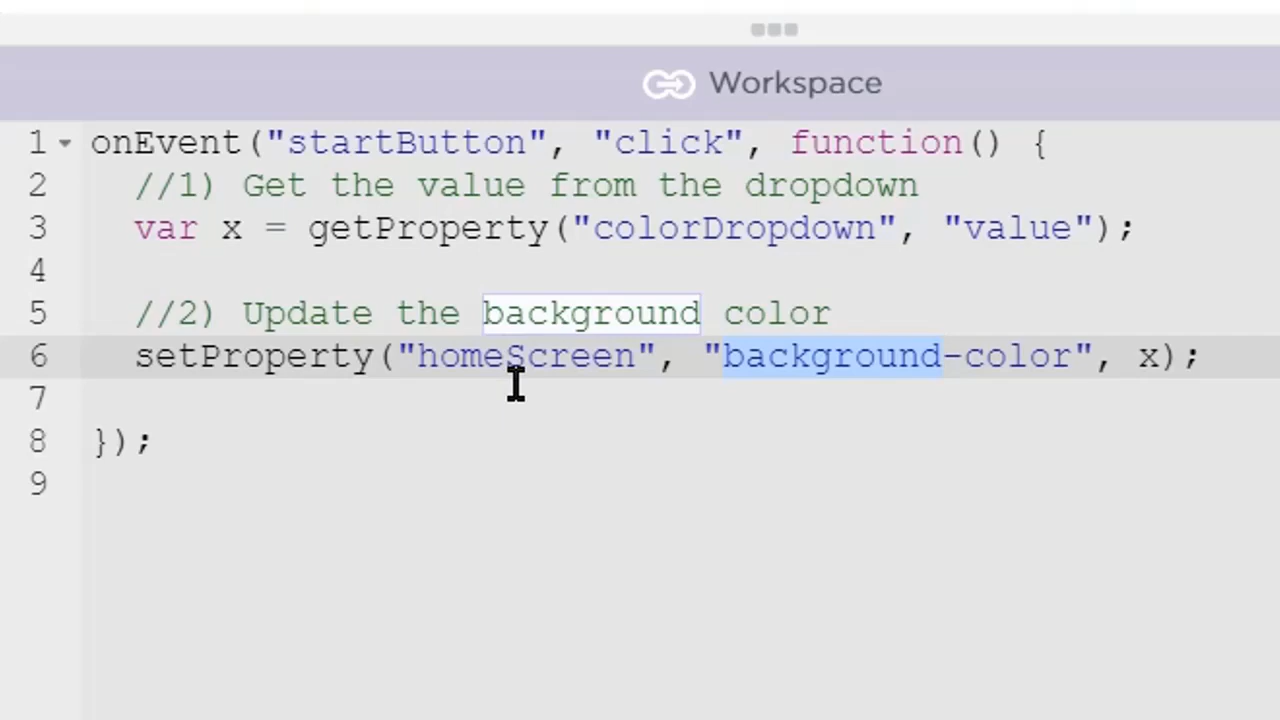 Workspace
1 onEvent("startButton", "click", function() {
2 //1) Get the value from the dropdown
3 var x = getProperty("colorDropdown", "value");
4
5 //2) Update the background color
6 setProperty("homeScreen", "background-color", x);
7
8 });
9